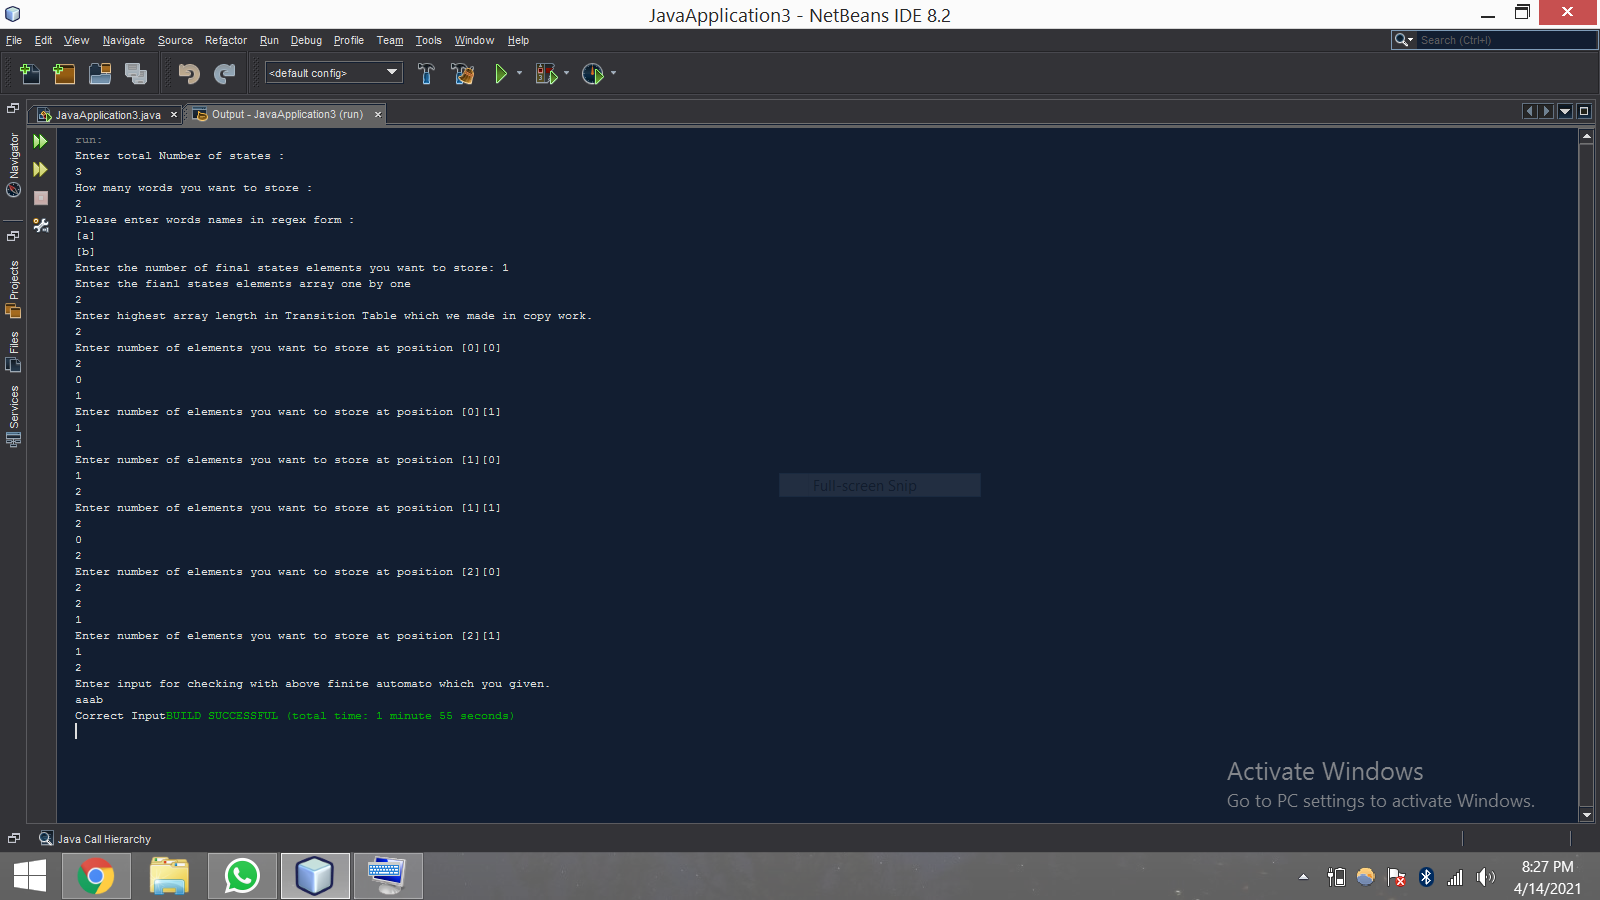 JavaApplication3 - NetBeans IDE 8.2
File Edit View Navigate Source Refactor Run Debug Profile Team Tools Window Help
Search (Ctrl+I)
<default config>
JavaApplication3.java
Output - JavaApplication3 (run)
Navigator
Projects
Files
Services
run:
Enter total Number of states :
3
How many words you want to store :
2
Please enter words names in regex form :
[a]
[b]
Enter the number of final states elements you want to store: 1
Enter the fianl states elements array one by one
2
Enter highest array length in Transition Table which we made in copy work.
2
Enter number of elements you want to store at position [0][0]
2
0
1
Enter number of elements you want to store at position [0][1]
1
1
Enter number of elements you want to store at position [1][0]
1
2
Enter number of elements you want to store at position [1][1]
2
0
2
Enter number of elements you want to store at position [2][0]
2
2
1
Enter number of elements you want to store at position [2][1]
1
2
Enter input for checking with above finite automato which you given.
aaab
Correct InputBUILD SUCCESSFUL (total time: 1 minute 55 seconds)
Full-screen Snip
Activate Windows
Go to PC settings to activate Windows.
Java Call Hierarchy
8:27 PM
4/14/2021